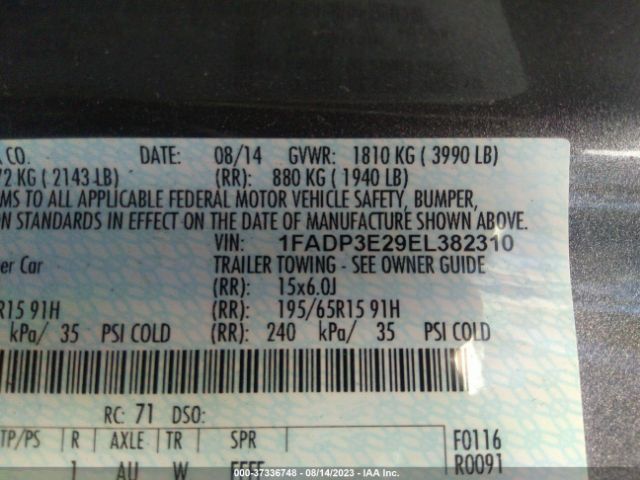 CO. DATE: 08/14 GVWR: 1810 KG ( 3990 LB)
72 KG ( 2143 LB) (RR): 880 KG ( 1940 LB)
MS TO ALL APPLICABLE FEDERAL MOTOR VEHICLE SAFETY, BUMPER,
ON STANDARDS IN EFFECT ON THE DATE OF MANUFACTURE SHOWN ABOVE.
VIN: 1FADP3E29EL382310
er Car TRAILER TOWING - SEE OWNER GUIDE
(RR): 15x6.0J
R15 91H (RR): 195/65R15 91H
kPa/ 35 PSI COLD (RR): 240 kPa/ 35 PSI COLD
RC: 71 DSO:
TP/PS R AXLE TR SPR F0116
1 AU W EEFF R0091
000-37336748 - 08/14/2023 - IAA Inc.